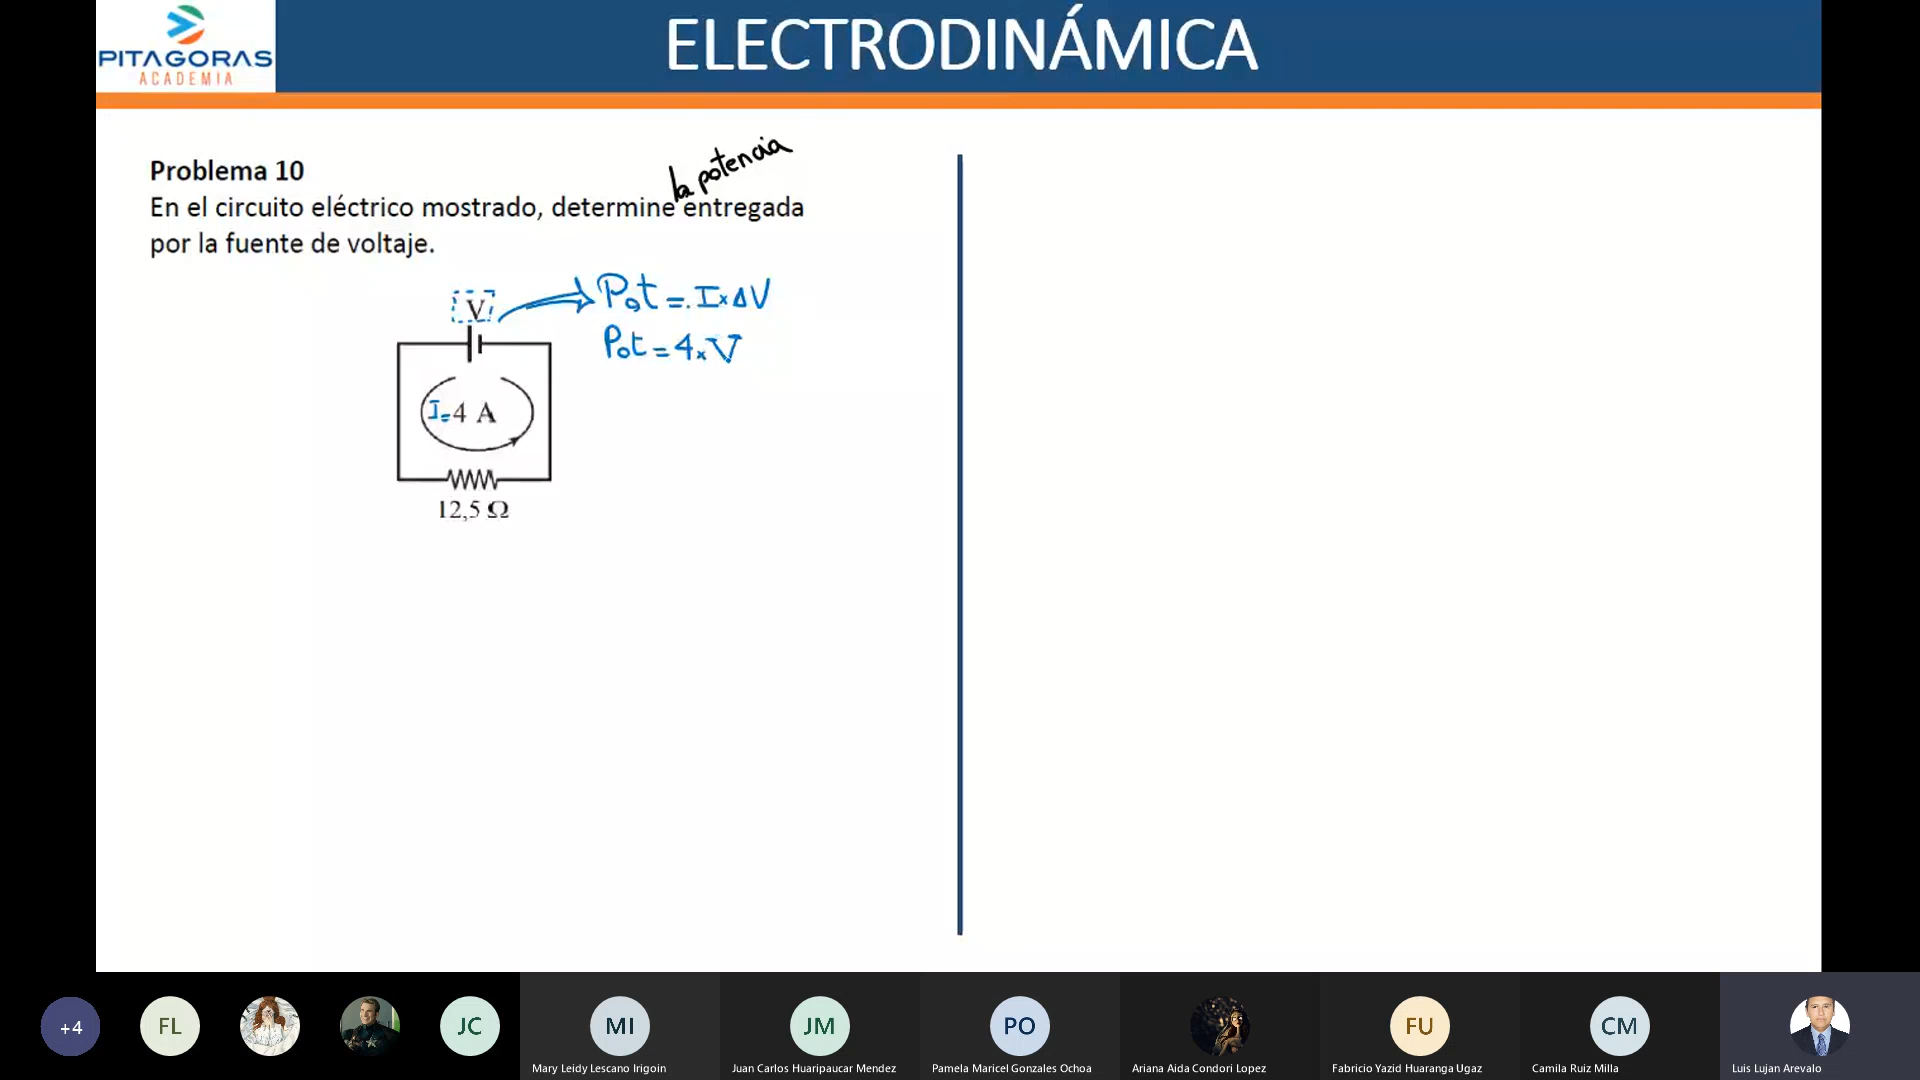 PITAGORAS
ACADEMIA
ELECTRODINÁMICA
Problema 10
la potencia
En el circuito eléctrico mostrado, determine entregada
por la fuente de voltaje.
V
Pot = I × ΔV
Pot = 4 × V
I = 4 A
12,5 Ω
+4
FL
JC
MI
JM
PO
FU
CM
Mary Leidy Lescano Irigoin
Juan Carlos Huaripaucar Mendez
Pamela Maricel Gonzales Ochoa
Ariana Aida Condori Lopez
Fabricio Yazid Huaranga Ugaz
Camila Ruiz Milla
Luis Lujan Arevalo